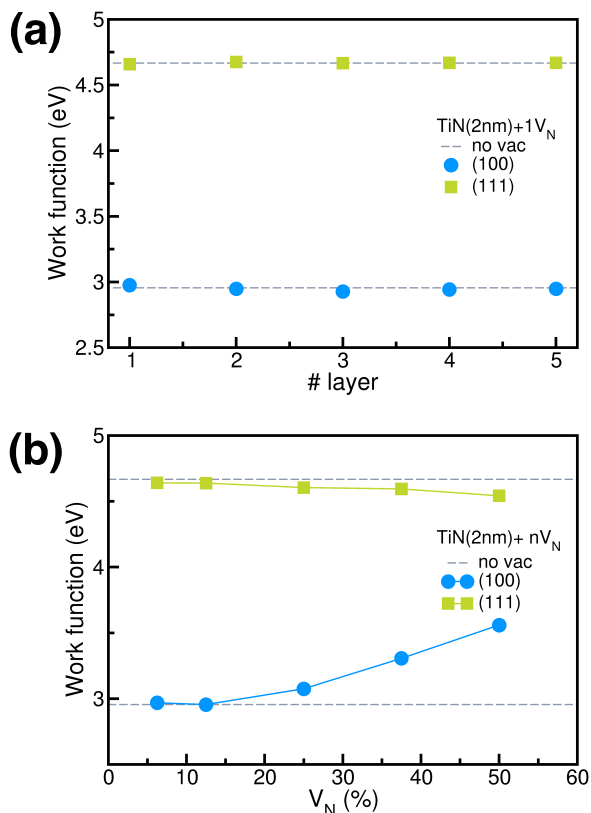 (a)
Work function (eV)
5
4.5
4
3.5
3
2.5
TiN(2nm)+1V_N
no vac
(100)
(111)
1 2 3 4 5
# layer
(b)
Work function (eV)
5
4
3
TiN(2nm)+ nV_N
no vac
(100)
(111)
0 10 20 30 40 50 60
V_N (%)